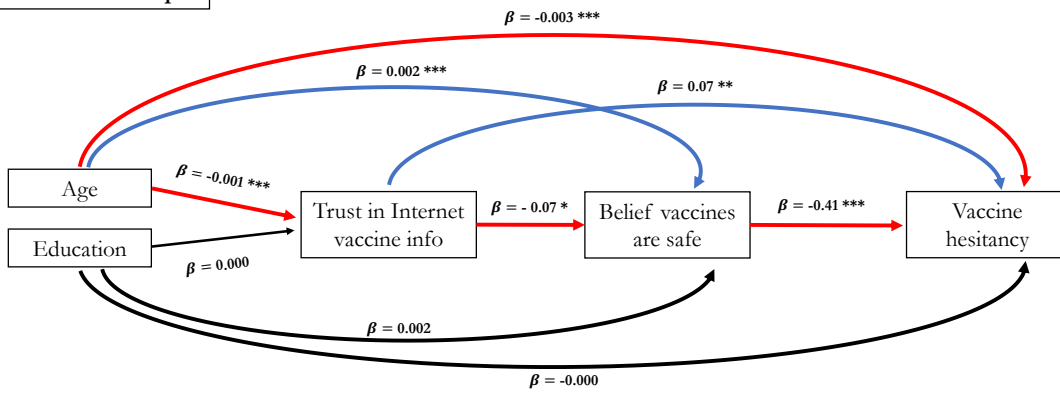 β = -0.003 ***
β = 0.002 ***
β = 0.07 **
Age
β = -0.001 ***
Trust in Internet
vaccine info
β = - 0.07 *
Belief vaccines
are safe
β = -0.41 ***
Vaccine
hesitancy
Education
β = 0.000
β = 0.002
β = -0.000